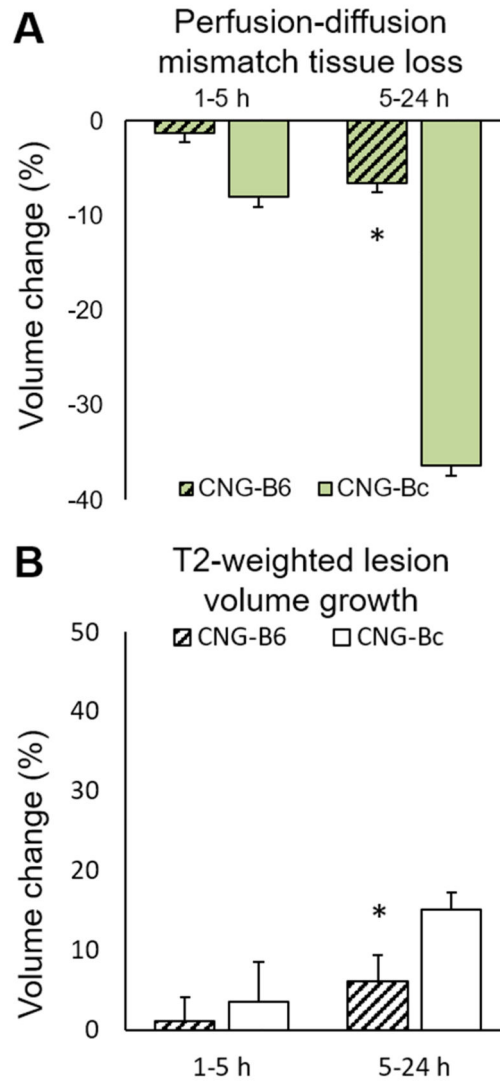 A
Perfusion-diffusion
mismatch tissue loss
1-5 h 5-24 h
Volume change (%)
0
-10
-20
-30
-40
*
CNG-B6 CNG-Bc
B
T2-weighted lesion
volume growth
CNG-B6 CNG-Bc
Volume change (%)
50
40
30
20
10
0
*
1-5 h 5-24 h